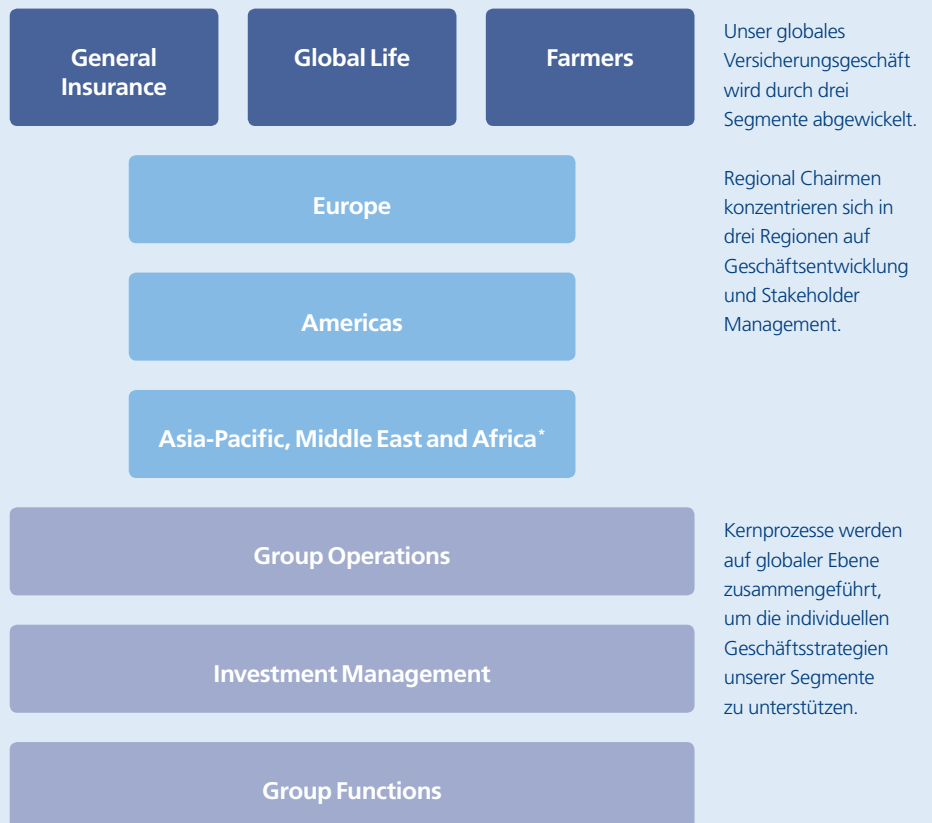 General
Insurance
Global Life
Farmers
Unser globales
Versicherungsgeschäft
wird durch drei
Segmente abgewickelt.
Europe
Americas
Asia-Pacific, Middle East and Africa*
Regional Chairmen
konzentrieren sich in
drei Regionen auf
Geschäftsentwicklung
und Stakeholder
Management.
Group Operations
Investment Management
Group Functions
Kernprozesse werden
auf globaler Ebene
zusammengeführt,
um die individuellen
Geschäftsstrategien
unserer Segmente
zu unterstützen.